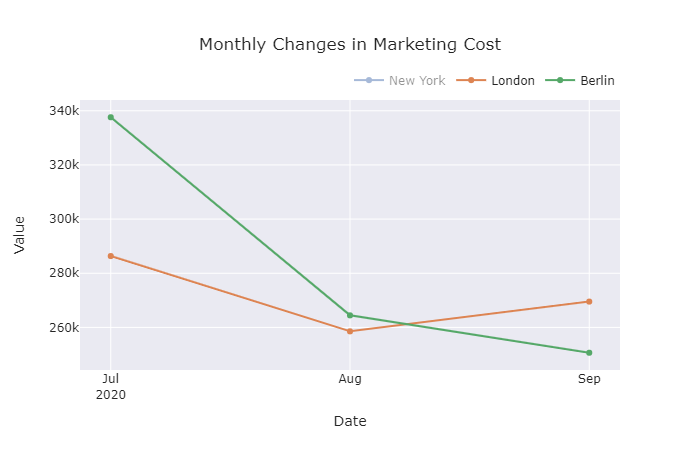 Monthly Changes in Marketing Cost
New York London Berlin
340k
320k
300k
280k
260k
Value
Jul Aug Sep
2020
Date